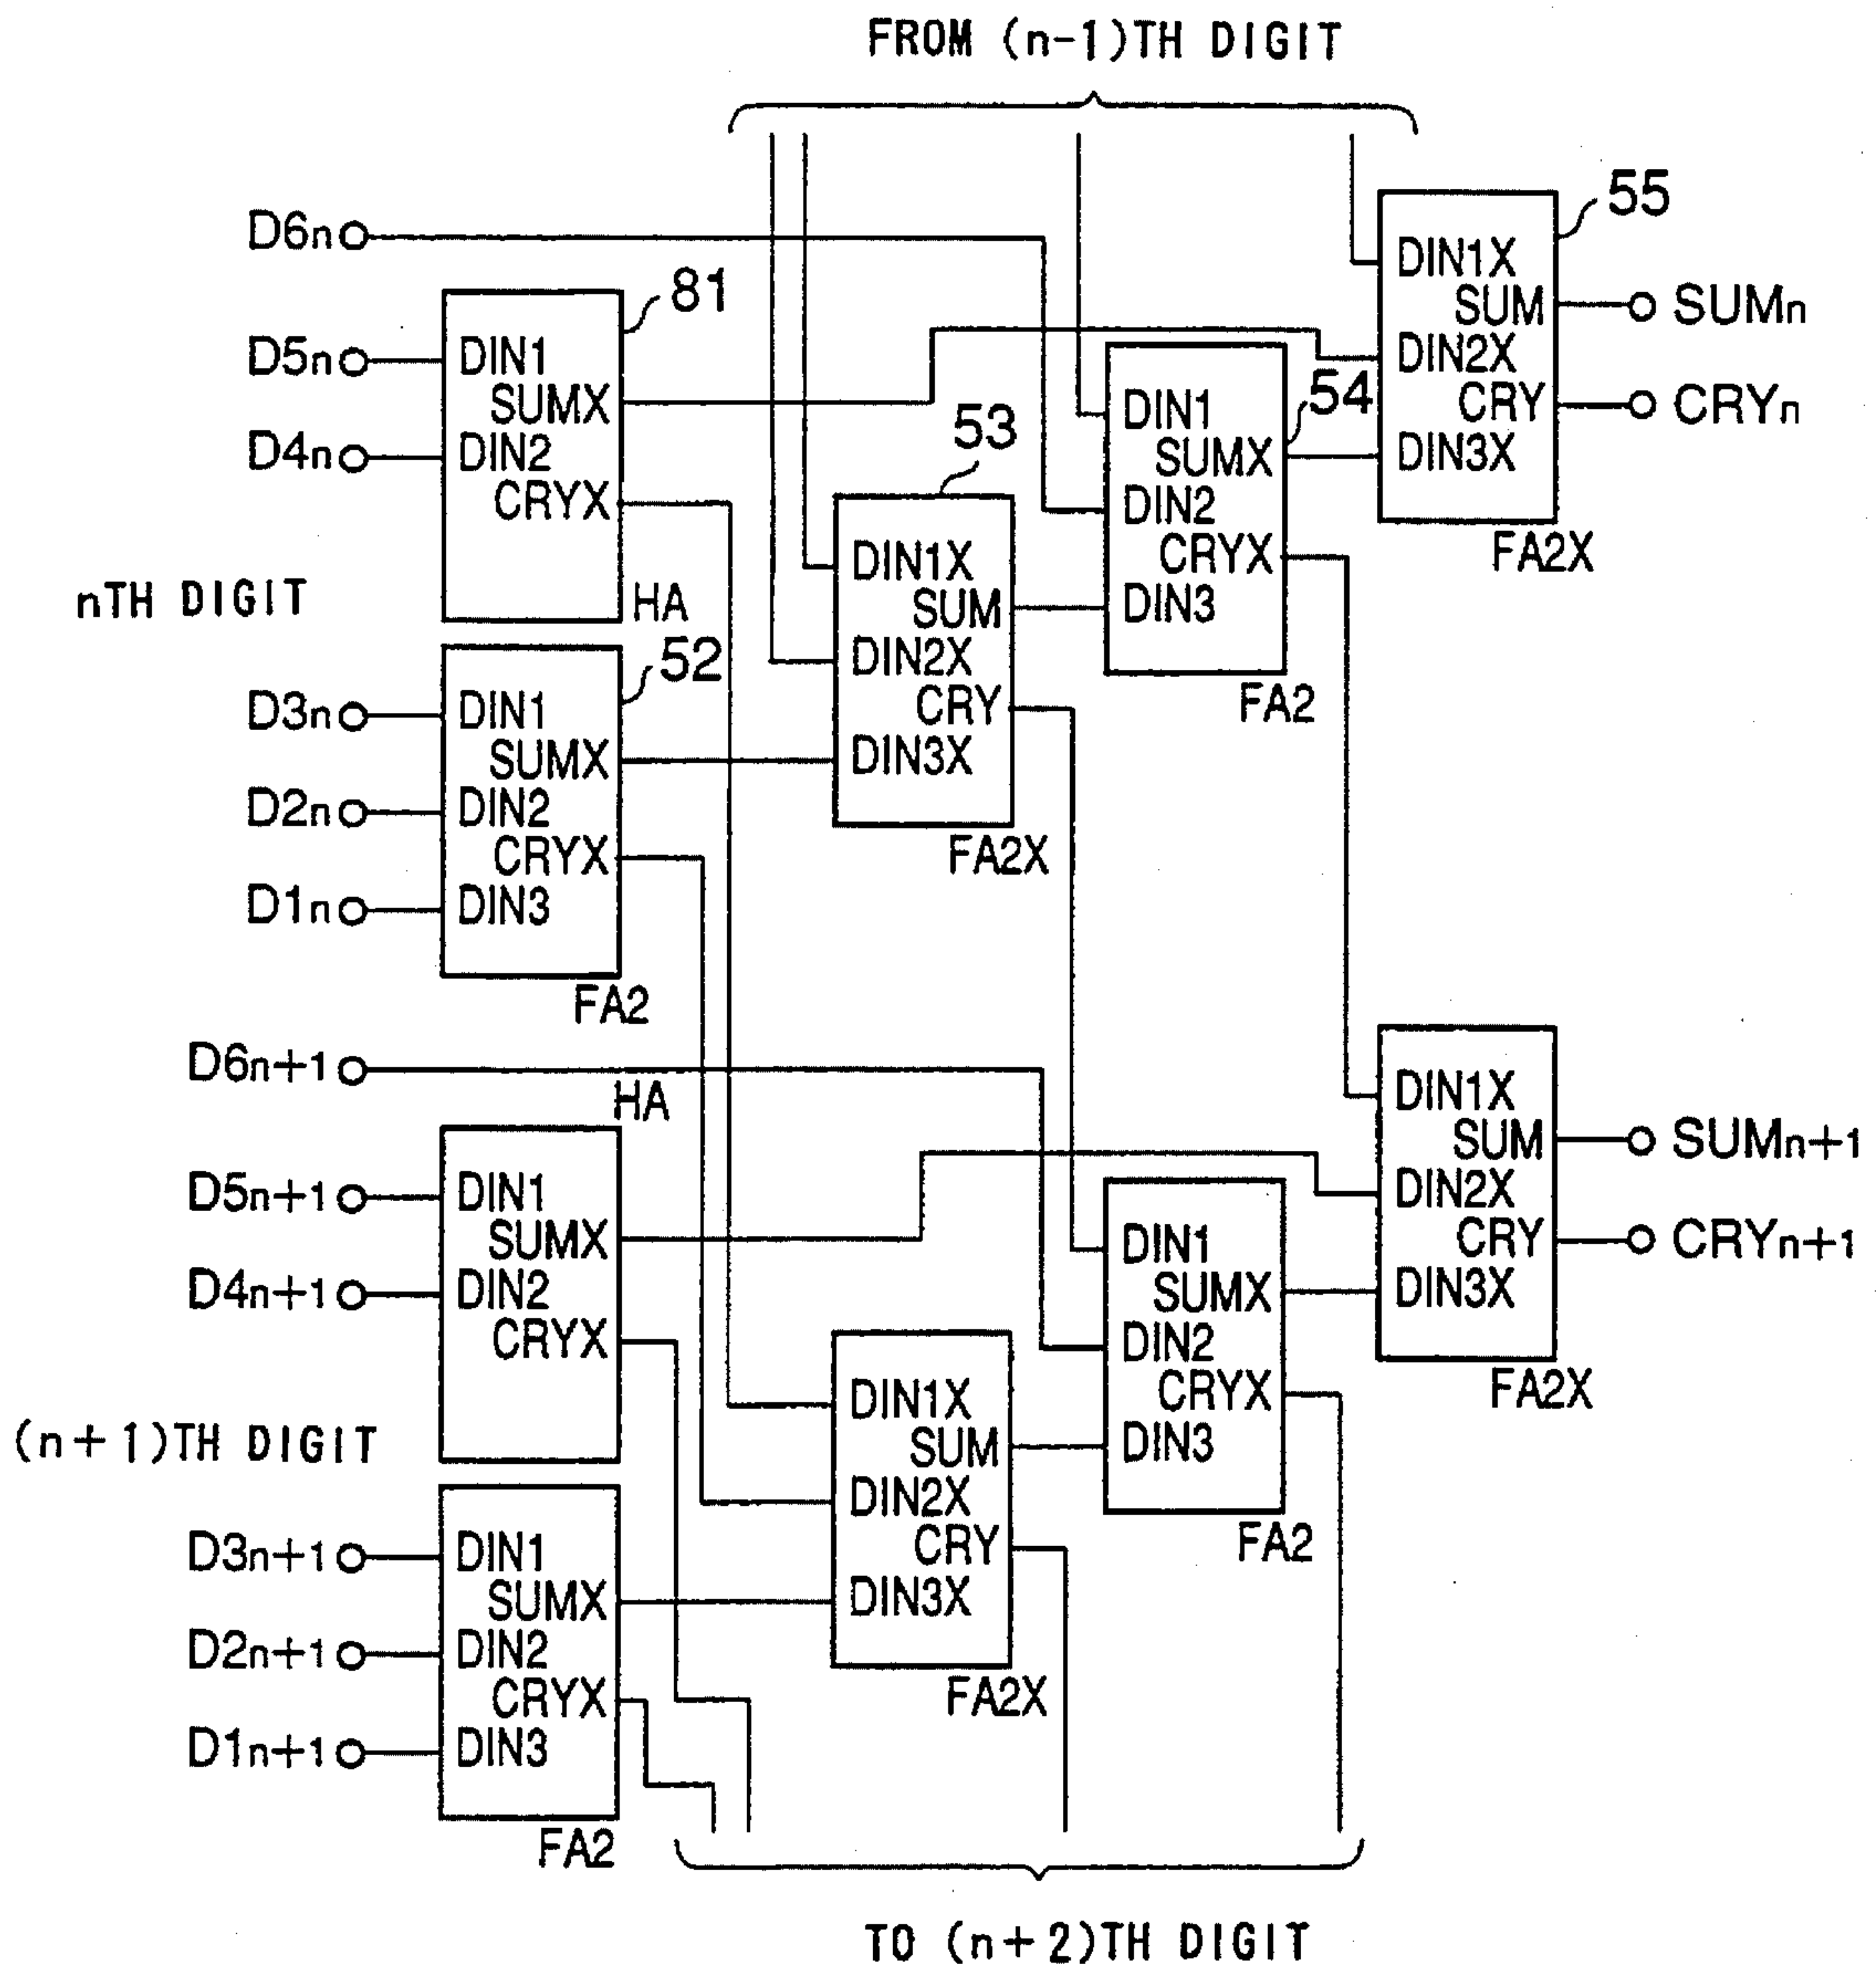 FROM (n-1)TH DIGIT
D6n
81
55
DIN1X
SUM
DIN2X
CRY
DIN3X
FA2X
SUMn
CRYn
D5n
D4n
DIN1
SUMX
DIN2
CRYX
HA
54
DIN1
SUMX
DIN2
CRYX
DIN3
FA2
53
DIN1X
SUM
DIN2X
CRY
DIN3X
FA2X
nTH DIGIT
52
D3n
D2n
D1n
DIN1
SUMX
DIN2
CRYX
DIN3
FA2
D6n+1
HA
D5n+1
D4n+1
DIN1
SUMX
DIN2
CRYX
DIN1X
SUM
DIN2X
CRY
DIN3X
FA2X
SUMn+1
CRYn+1
DIN1
SUMX
DIN2
CRYX
DIN3
FA2
DIN1X
SUM
DIN2X
CRY
DIN3X
FA2X
(n+1)TH DIGIT
D3n+1
D2n+1
D1n+1
DIN1
SUMX
DIN2
CRYX
DIN3
FA2
TO (n+2)TH DIGIT